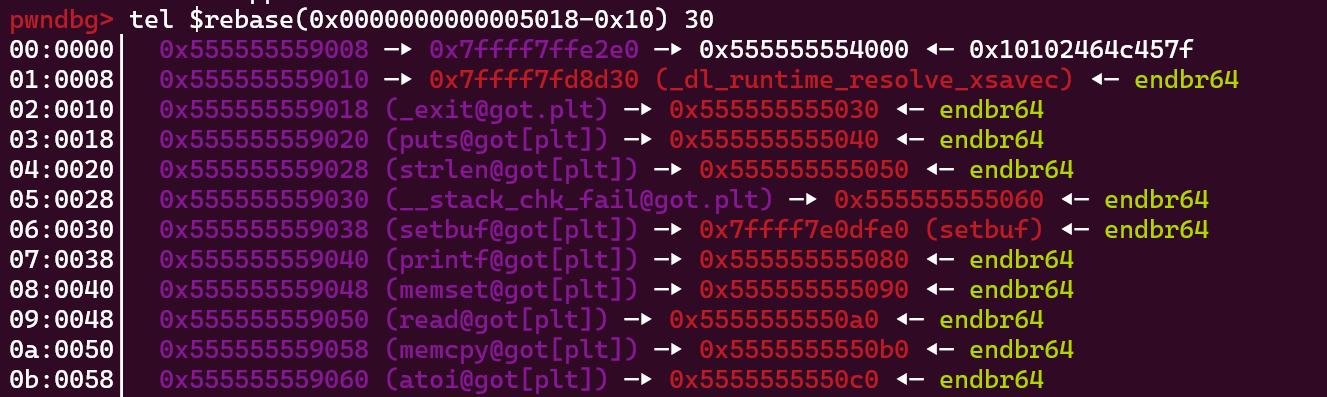 pwndbg> tel $rebase(0x0000000000005018-0x10) 30
00:0000│ 0x555555559008 —▸ 0x7ffff7ffe2e0 —▸ 0x555555554000 ◂— 0x10102464c457f
01:0008│ 0x555555559010 —▸ 0x7ffff7fd8d30 (_dl_runtime_resolve_xsavec) ◂— endbr64
02:0010│ 0x555555559018 (_exit@got.plt) —▸ 0x555555555030 ◂— endbr64
03:0018│ 0x555555559020 (puts@got[plt]) —▸ 0x555555555040 ◂— endbr64
04:0020│ 0x555555559028 (strlen@got[plt]) —▸ 0x555555555050 ◂— endbr64
05:0028│ 0x555555559030 (__stack_chk_fail@got.plt) —▸ 0x555555555060 ◂— endbr64
06:0030│ 0x555555559038 (setbuf@got[plt]) —▸ 0x7ffff7e0dfe0 (setbuf) ◂— endbr64
07:0038│ 0x555555559040 (printf@got[plt]) —▸ 0x555555555080 ◂— endbr64
08:0040│ 0x555555559048 (memset@got[plt]) —▸ 0x555555555090 ◂— endbr64
09:0048│ 0x555555559050 (read@got[plt]) —▸ 0x5555555550a0 ◂— endbr64
0a:0050│ 0x555555559058 (memcpy@got[plt]) —▸ 0x5555555550b0 ◂— endbr64
0b:0058│ 0x555555559060 (atoi@got[plt]) —▸ 0x5555555550c0 ◂— endbr64